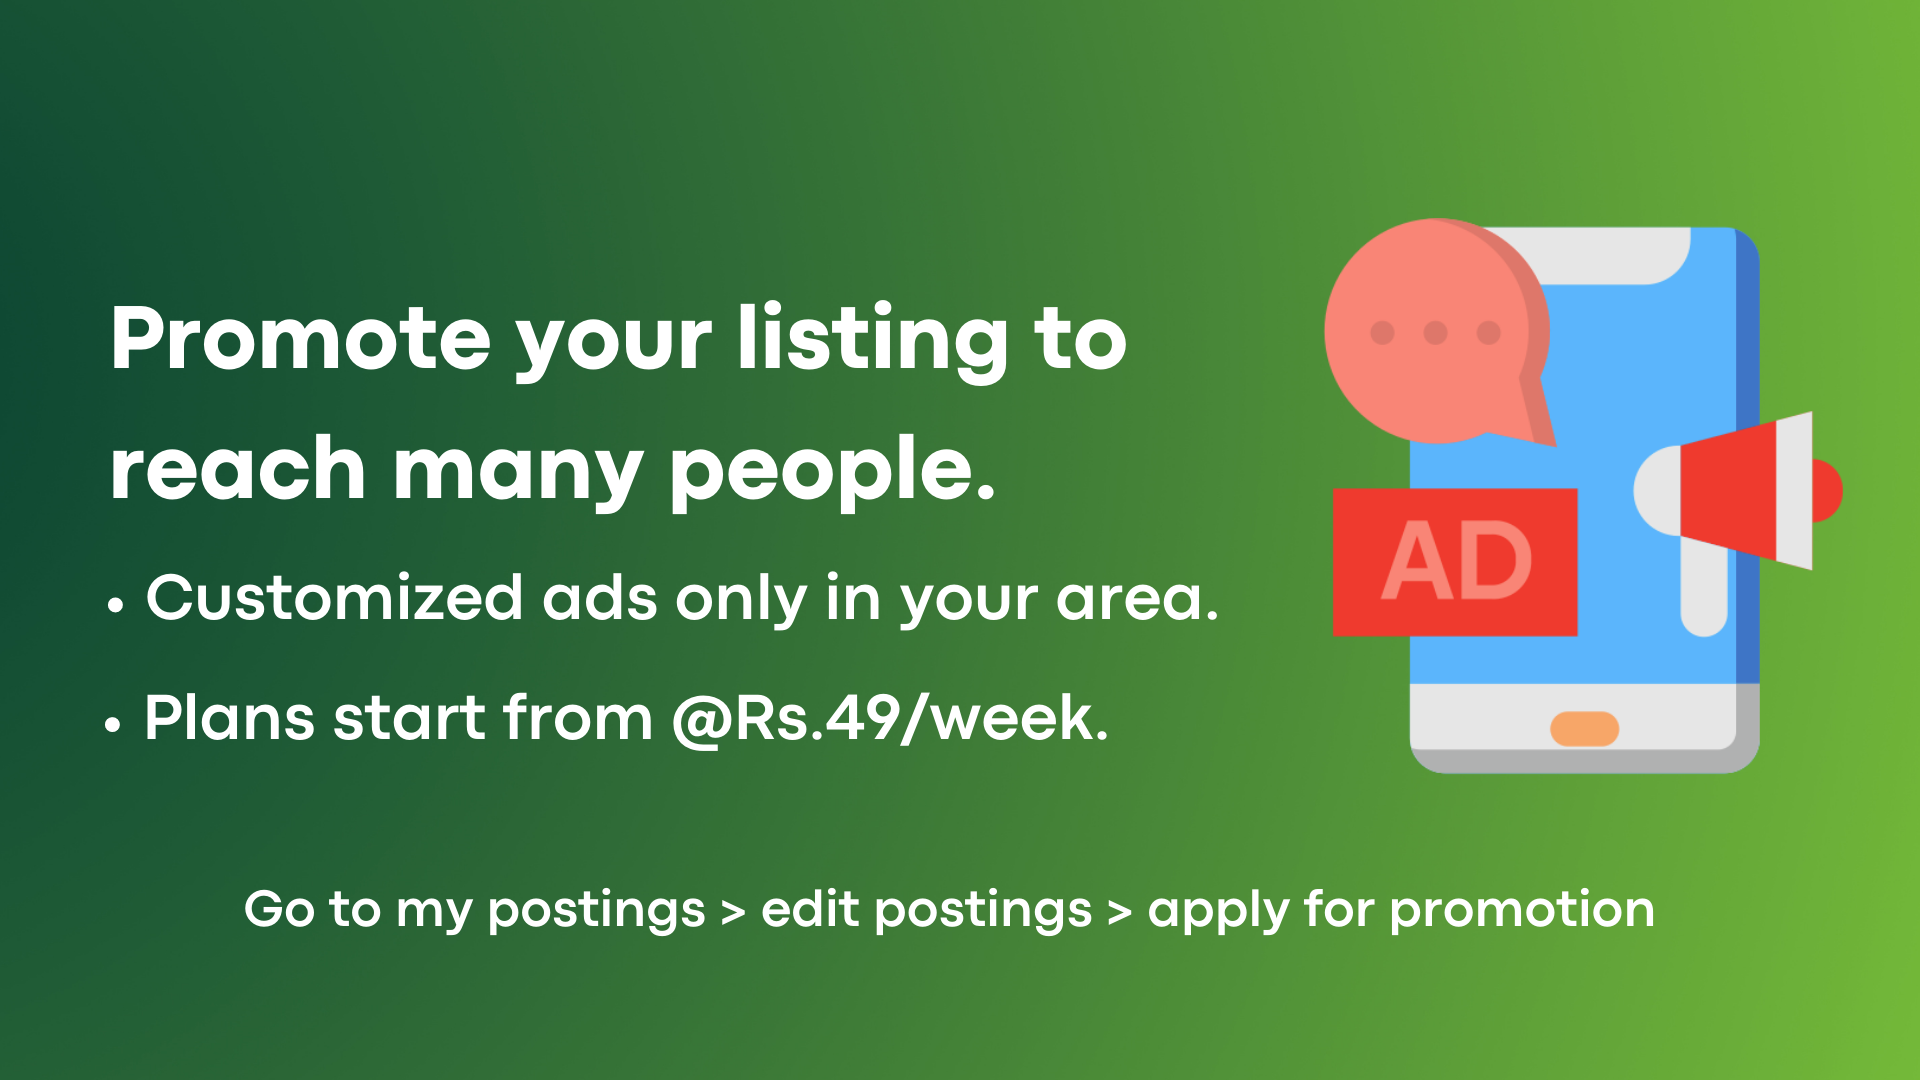 Promote your listing to
reach many people.
• Customized ads only in your area.
• Plans start from @Rs.49/week.
AD
Go to my postings > edit postings > apply for promotion